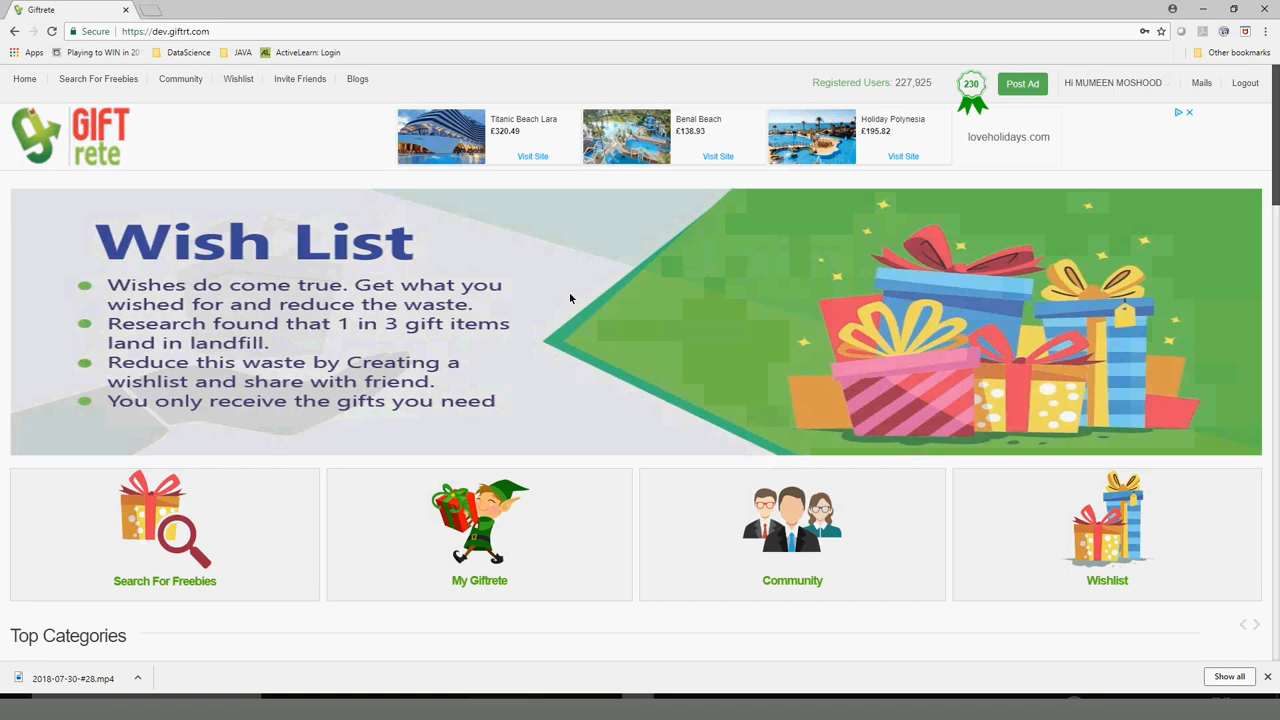 Giftrete
Secure https://dev.giftrt.com
Apps Playing to WIN in 20 DataScience JAVA ActiveLearn: Login Other bookmarks
Home Search For Freebies Community Wishlist Invite Friends Blogs Registered Users: 227,925 230 Post Ad Hi MUMEEN MOSHOOD Mails Logout
GIFT
rete
Titanic Beach Lara
£320.49
Visit Site
Benal Beach
£138.93
Visit Site
Holiday Polynesia
£195.82
Visit Site
loveholidays.com
Wish List
Wishes do come true. Get what you
wished for and reduce the waste.
Research found that 1 in 3 gift items
land in landfill.
Reduce this waste by Creating a
wishlist and share with friend.
You only receive the gifts you need
Search For Freebies
My Giftrete
Community
Wishlist
Top Categories
2018-07-30-#28.mp4 Show all